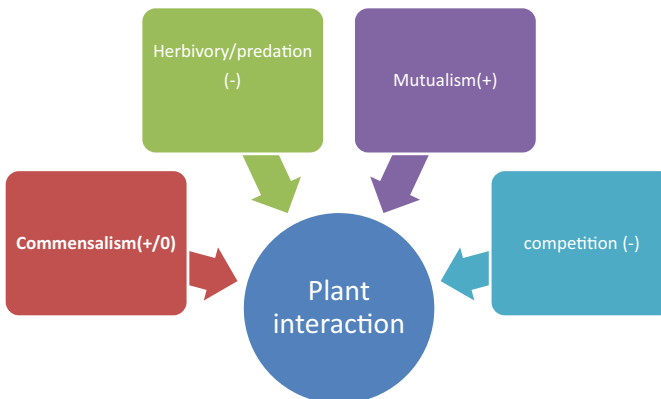 Herbivory/predation
(-)
Mutualism(+)
Commensalism(+/0)
competition (-)
Plant
interaction